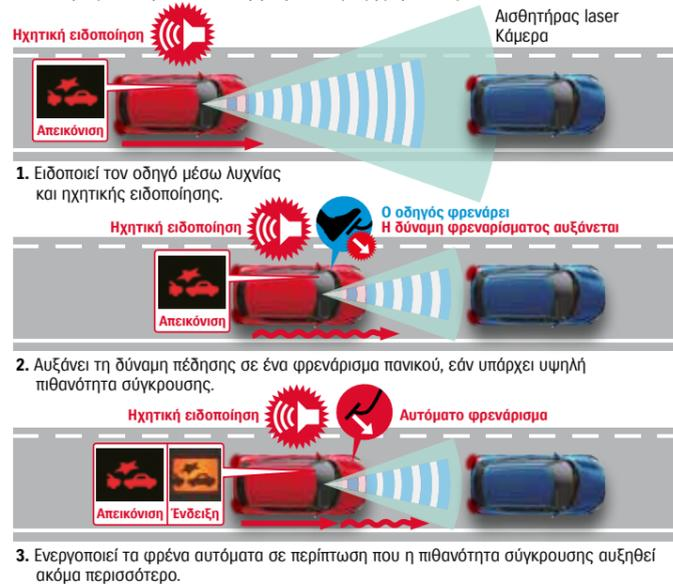 Ηχητική ειδοποίηση
Αισθητήρας laser
Κάμερα
Απεικόνιση
1. Ειδοποιεί τον οδηγό μέσω λυχνίας
και ηχητικής ειδοποίησης.
Ηχητική ειδοποίηση
Ο οδηγός φρενάρει
Η δύναμη φρεναρίσματος αυξάνεται
Απεικόνιση
2. Αυξάνει τη δύναμη πέδησης σε ένα φρενάρισμα πανικού, εάν υπάρχει υψηλή
πιθανότητα σύγκρουσης.
Ηχητική ειδοποίηση
Αυτόματο φρενάρισμα
Απεικόνιση
Ένδειξη
3. Ενεργοποιεί τα φρένα αυτόματα σε περίπτωση που η πιθανότητα σύγκρουσης αυξηθεί
ακόμα περισσότερο.